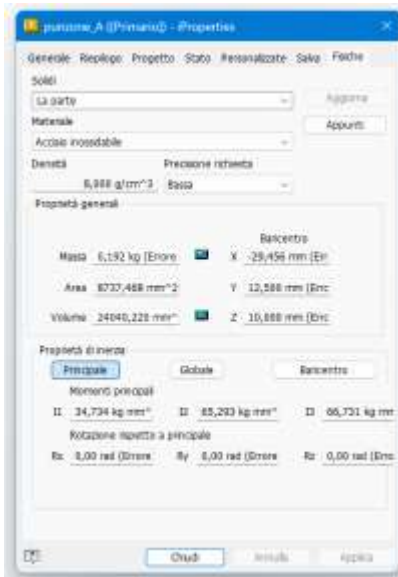 punzone_A ((Primario)) - iProperties
Generale Riepilogo Progetto Stato Personalizzate Salva Fisiche
Solidi
La parte
Aggiorna
Materiale
Appunti
Acciaio inossidabile
Densità Precisione richiesta
8,000 g/cm^3 Bassa
Proprietà generali
Baricentro
Massa 0,192 kg (Errore X -29,456 mm (Err
Area 8737,468 mm^2 Y 12,500 mm (Erro
Volume 24040,220 mm^ Z 10,000 mm (Erro
Proprietà di inerzia
Principale Globale Baricentro
Momenti principali
I1 34,734 kg mm^ I2 65,293 kg mm^ I3 66,731 kg mm
Rotazione rispetto a principale
Rx 0,00 rad (Errore Ry 0,00 rad (Errore Rz 0,00 rad (Erro
Chiudi Annulla Applica